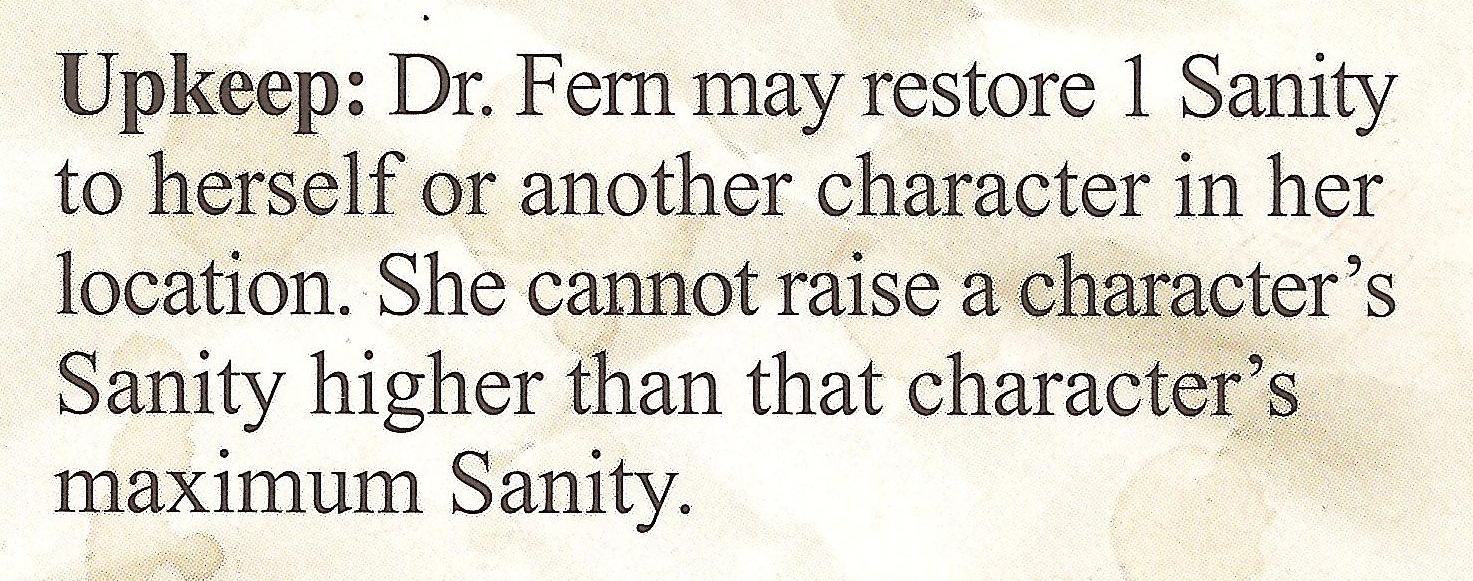 Upkeep: Dr. Fern may restore 1 Sanity
to herself or another character in her
location. She cannot raise a character’s
Sanity higher than that character’s
maximum Sanity.